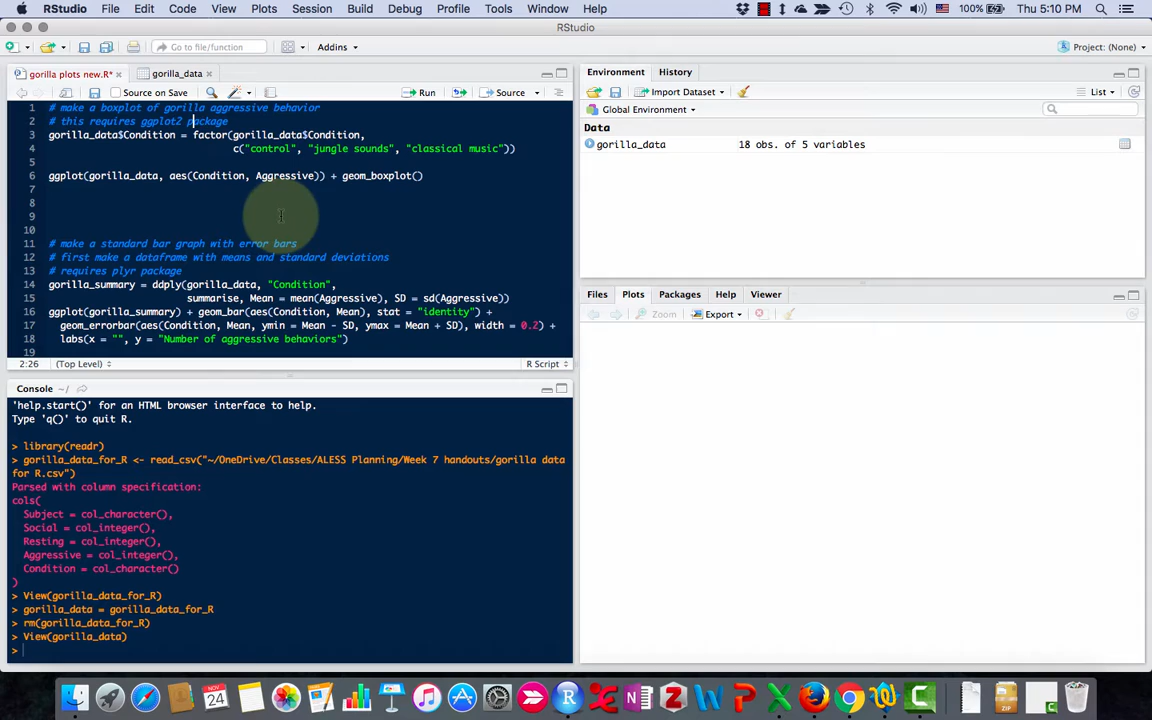 RStudio File Edit Code View Plots Session Build Debug Profile Tools Window Help 100% Thu 5:10 PM
RStudio
Go to file/function Addins Project: (None)
gorilla plots new.R* gorilla_data
Source on Save Run Source
1 # make a boxplot of gorilla aggressive behavior
2 # this requires ggplot2 package
3 gorilla_data$Condition = factor(gorilla_data$Condition,
4 c("control", "jungle sounds", "classical music"))
5
6 ggplot(gorilla_data, aes(Condition, Aggressive)) + geom_boxplot()
7
8
9
10
11 # make a standard bar graph with error bars
12 # first make a dataframe with means and standard deviations
13 # requires plyr package
14 gorilla_summary = ddply(gorilla_data, "Condition",
15 summarise, Mean = mean(Aggressive), SD = sd(Aggressive))
16 ggplot(gorilla_summary) + geom_bar(aes(Condition, Mean), stat = "identity") +
17 geom_errorbar(aes(Condition, Mean, ymin = Mean - SD, ymax = Mean + SD), width = 0.2) +
18 labs(x = "", y = "Number of aggressive behaviors")
19
2:26 (Top Level) R Script
Console ~/
'help.start()' for an HTML browser interface to help.
Type 'q()' to quit R.
> library(readr)
> gorilla_data_for_R <- read_csv("~/OneDrive/Classes/ALESS Planning/Week 7 handouts/gorilla data
for R.csv")
Parsed with column specification:
cols(
Subject = col_character(),
Social = col_integer(),
Resting = col_integer(),
Aggressive = col_integer(),
Condition = col_character()
)
> View(gorilla_data_for_R)
> gorilla_data = gorilla_data_for_R
> rm(gorilla_data_for_R)
> View(gorilla_data)
>
Environment History
Import Dataset List
Global Environment
Data
gorilla_data 18 obs. of 5 variables
Files Plots Packages Help Viewer
Zoom Export
NOV
24